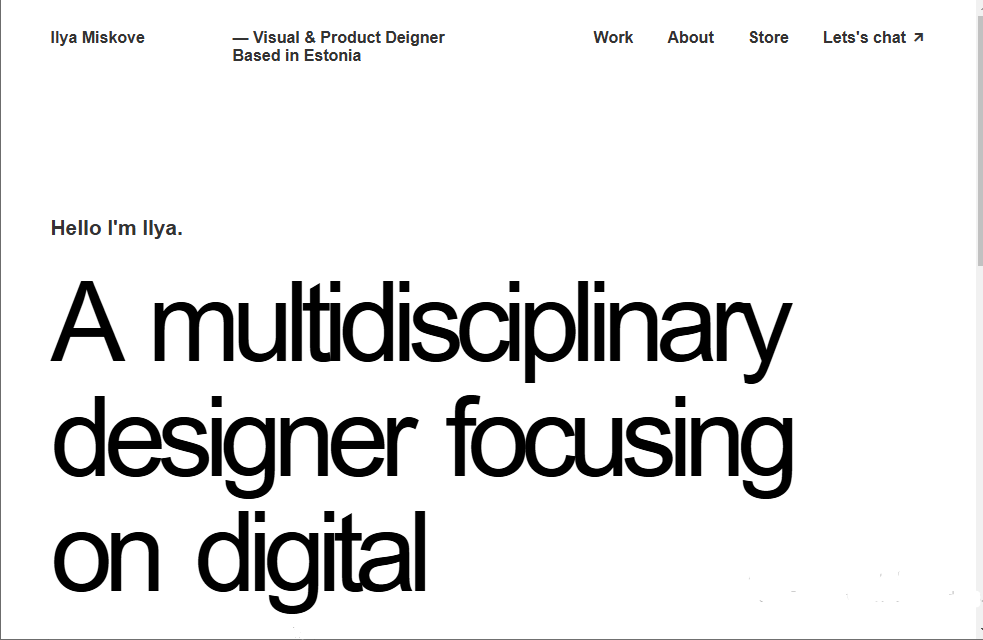 Ilya Miskove
— Visual & Product Deigner
Based in Estonia
Work
About
Store
Lets's chat ↗
Hello I'm Ilya.
A multidisciplinary
designer focusing
on digital